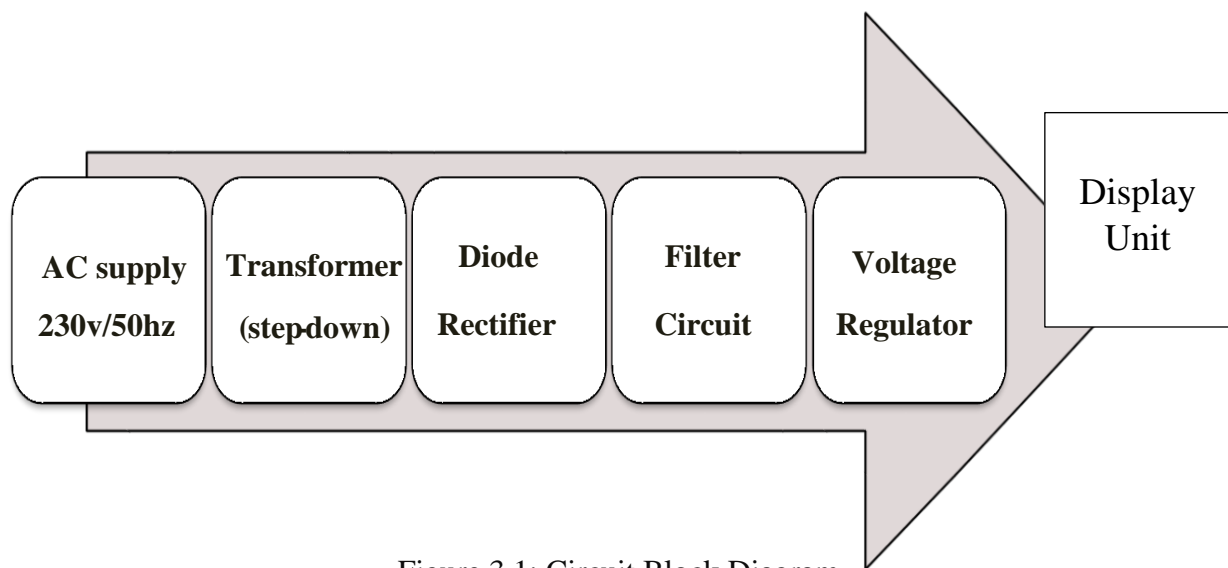 AC supply
230v/50hz
Transformer
(step-down)
Diode
Rectifier
Filter
Circuit
Voltage
Regulator
Display
Unit
Figure 3.1: Circuit Block Diagram